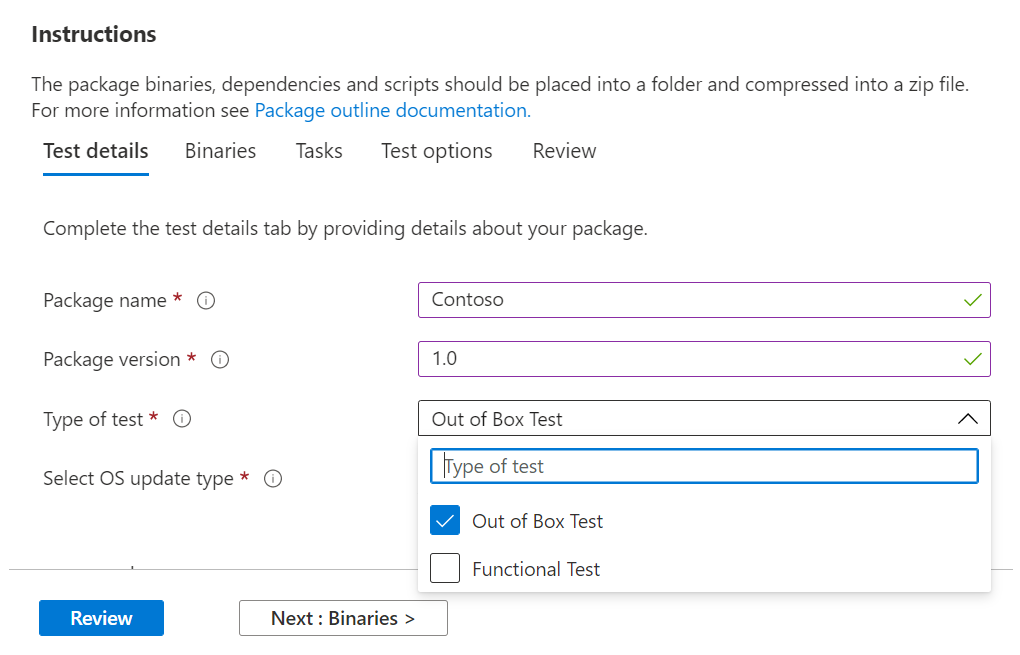 Instructions
The package binaries, dependencies and scripts should be placed into a folder and compressed into a zip file.
For more information see Package outline documentation.
Test details Binaries Tasks Test options Review
Complete the test details tab by providing details about your package.
Package name * Contoso
Package version * 1.0
Type of test * Out of Box Test
Type of test
Select OS update type *
Out of Box Test
Functional Test
Review Next : Binaries >